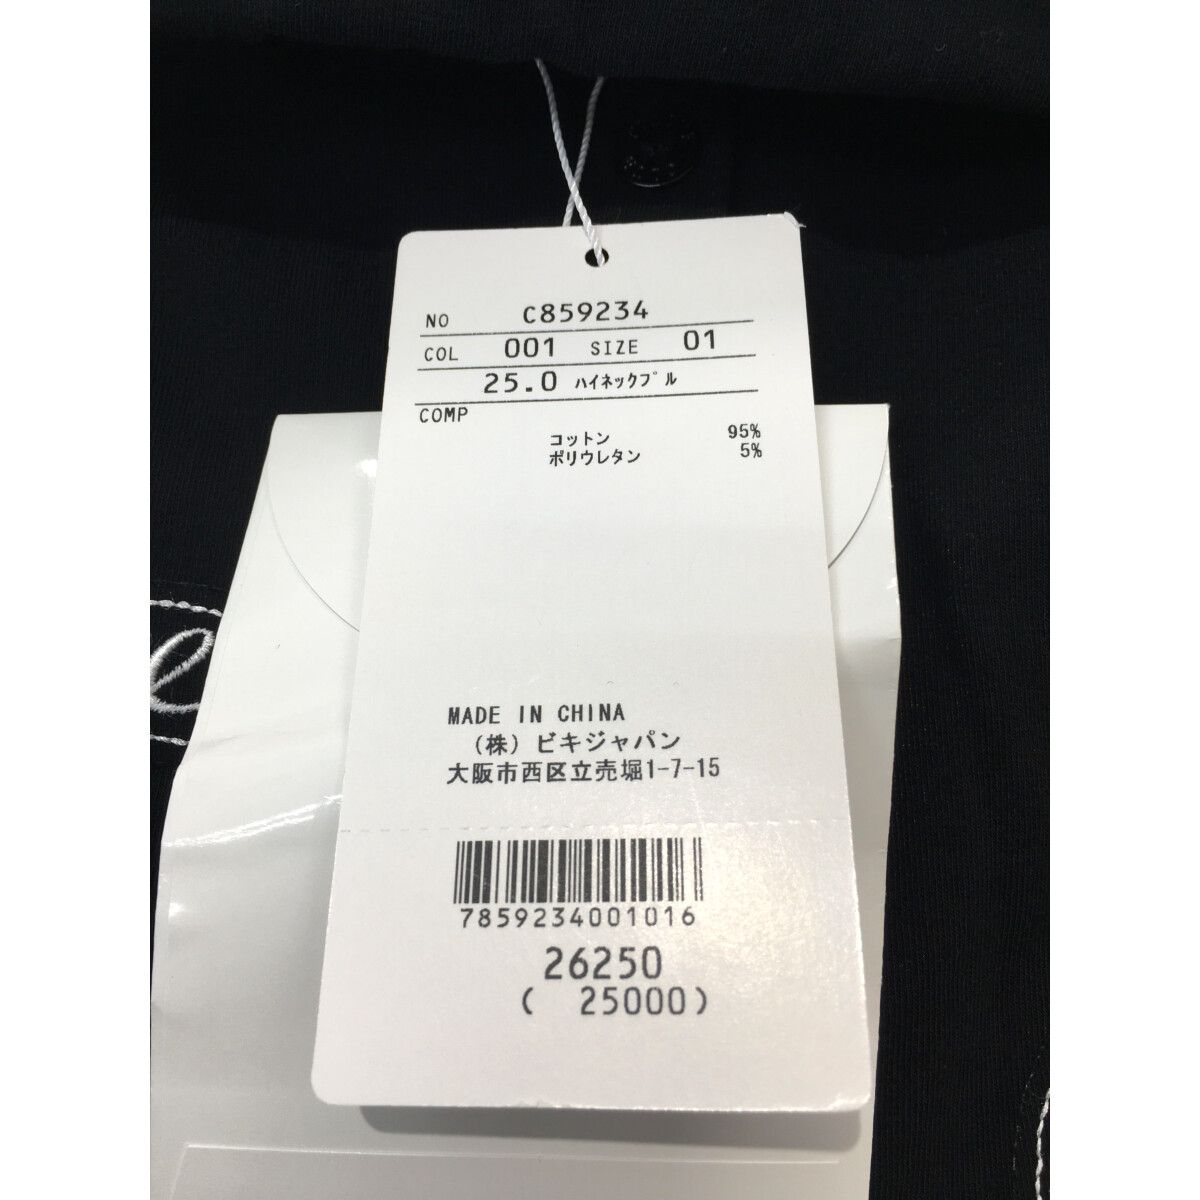 NO C859234
COL 001 SIZE 01
25.0 ハイネックプル
COMP
コットン 95%
ポリウレタン 5%
MADE IN CHINA
(株) ビキジャパン
大阪市西区立売堀1-7-15
7859234001016
26250
( 25000)